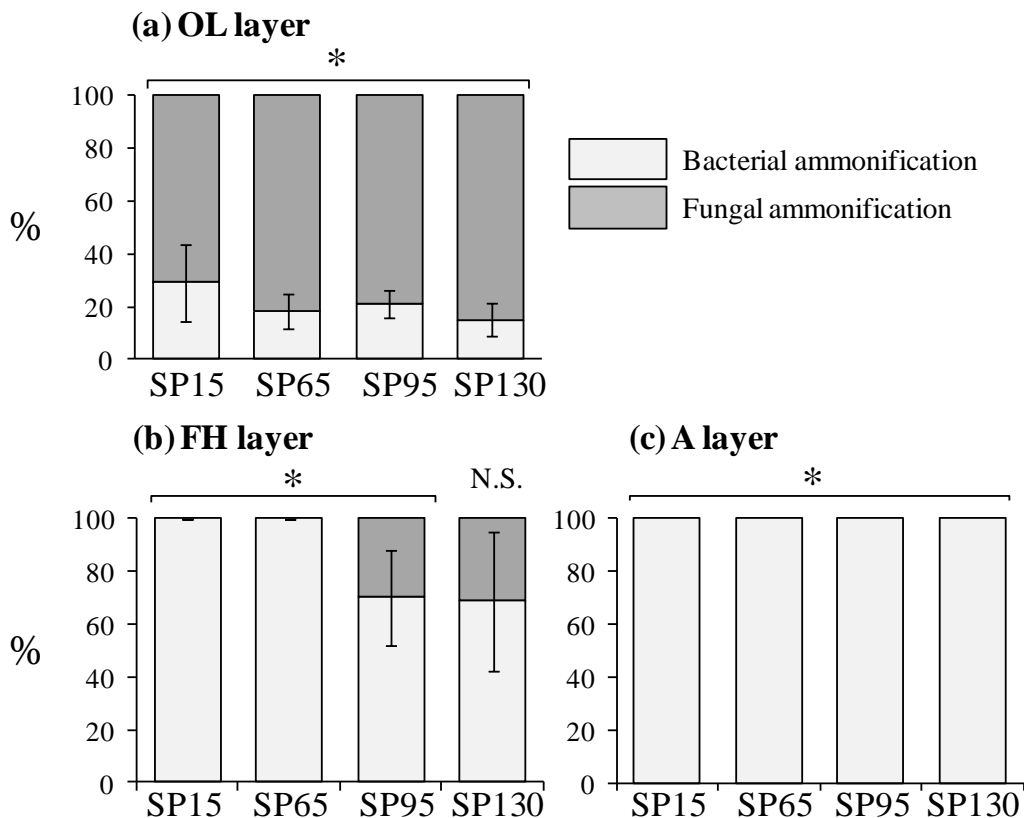 (a) OL layer
*
100
80
60
40
20
0
%
SP15 SP65 SP95 SP130
Bacterial ammonification
Fungal ammonification
(b) FH layer
* N.S.
100
80
60
40
20
0
%
SP15 SP65 SP95 SP130
(c) A layer
*
100
80
60
40
20
0
SP15 SP65 SP95 SP130